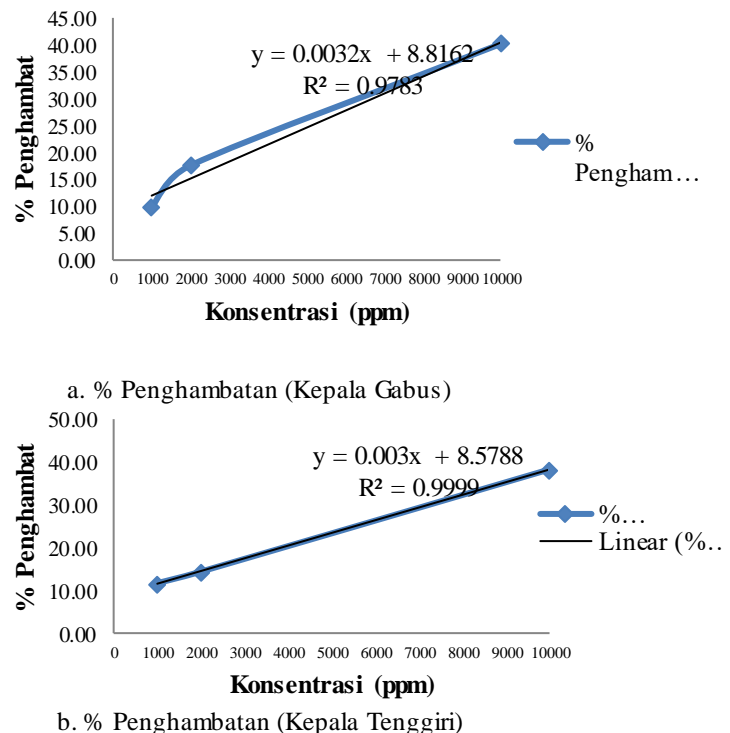 45.00
40.00
35.00
30.00
25.00
20.00
15.00
10.00
5.00
0.00
% Penghambat
y = 0.0032x + 8.8162
R² = 0.9783
%
Pengham…
0 1000 2000 3000 4000 5000 6000 7000 8000 9000 10000
Konsentrasi (ppm)
a. % Penghambatan (Kepala Gabus)
50.00
40.00
30.00
20.00
10.00
0.00
% Penghambat
y = 0.003x + 8.5788
R² = 0.9999
%…
Linear (%..
0 1000 2000 3000 4000 5000 6000 7000 8000 9000 10000
Konsentrasi (ppm)
b. % Penghambatan (Kepala Tenggiri)